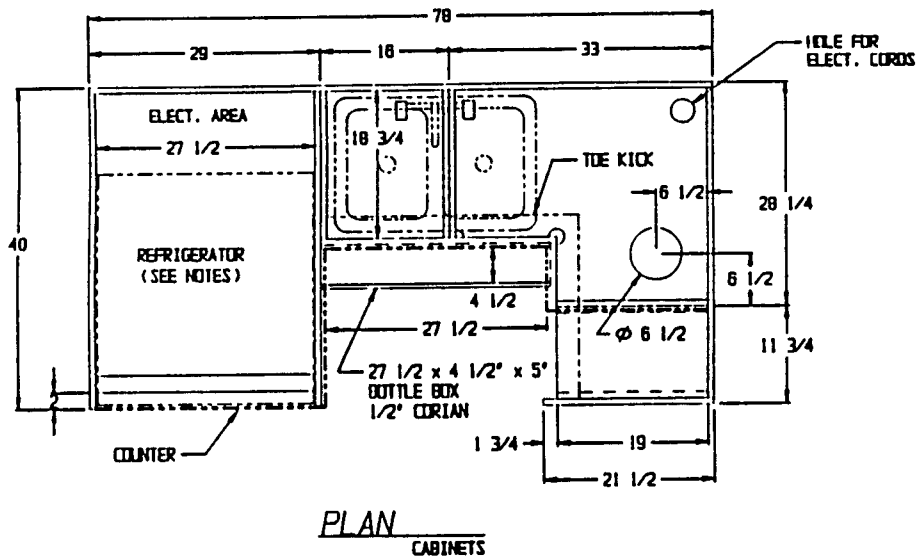 78
29
16
33
HOLE FOR
ELECT. CORDS
ELECT. AREA
27 1/2
18 3/4
TOE KICK
6 1/2
28 1/4
40
REFRIGERATOR
(SEE NOTES)
6 1/2
4 1/2
27 1/2
Ø 6 1/2
11 3/4
27 1/2 x 4 1/2" x 5"
BOTTLE BOX
1/2" CORIAN
2
COUNTER
1 3/4
19
21 1/2
PLAN
CABINETS